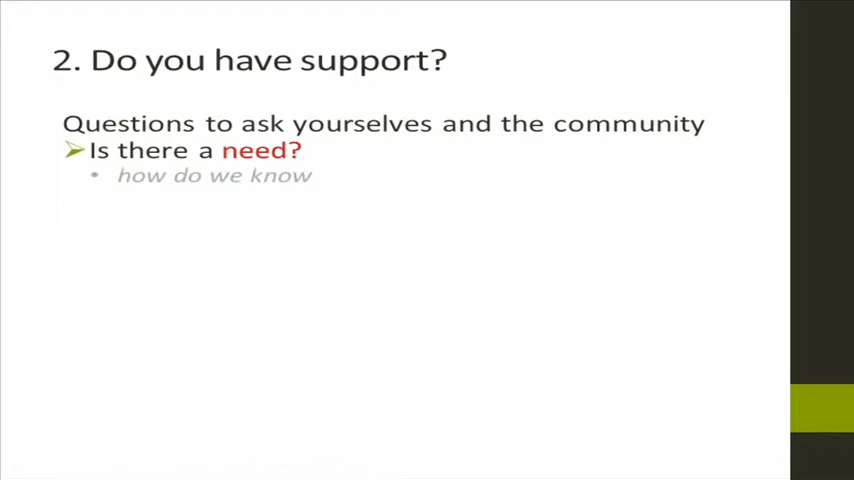 2. Do you have support?
Questions to ask yourselves and the community
Is there a need?
how do we know